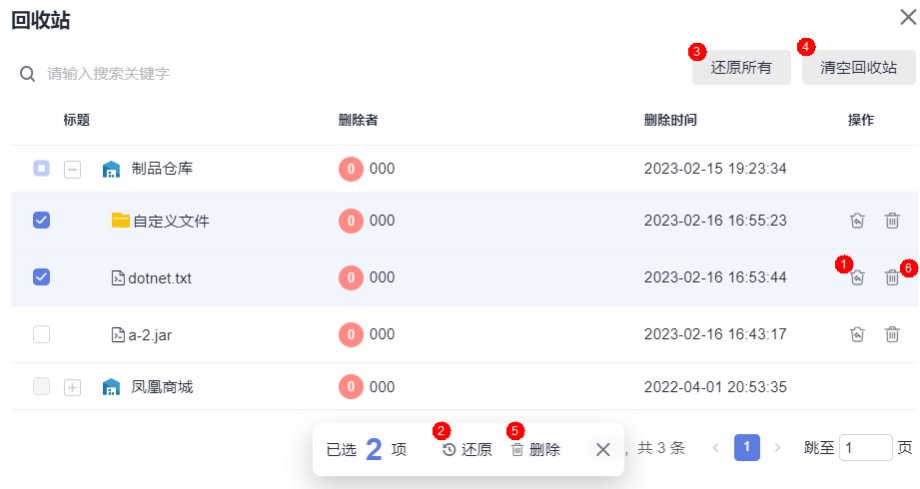 回收站
请输入搜索关键字
3 还原所有 4 清空回收站
标题 删除者 删除时间 操作
制品仓库 0 000 2023-02-15 19:23:34
自定义文件 0 000 2023-02-16 16:55:23
dotnet.txt 0 000 2023-02-16 16:53:44 1 6
a-2.jar 0 000 2023-02-16 16:43:17
凤凰商城 0 000 2022-04-01 20:53:35
已选 2 项 2 还原 5 删除 , 共 3 条 < 1 > 跳至 1 页